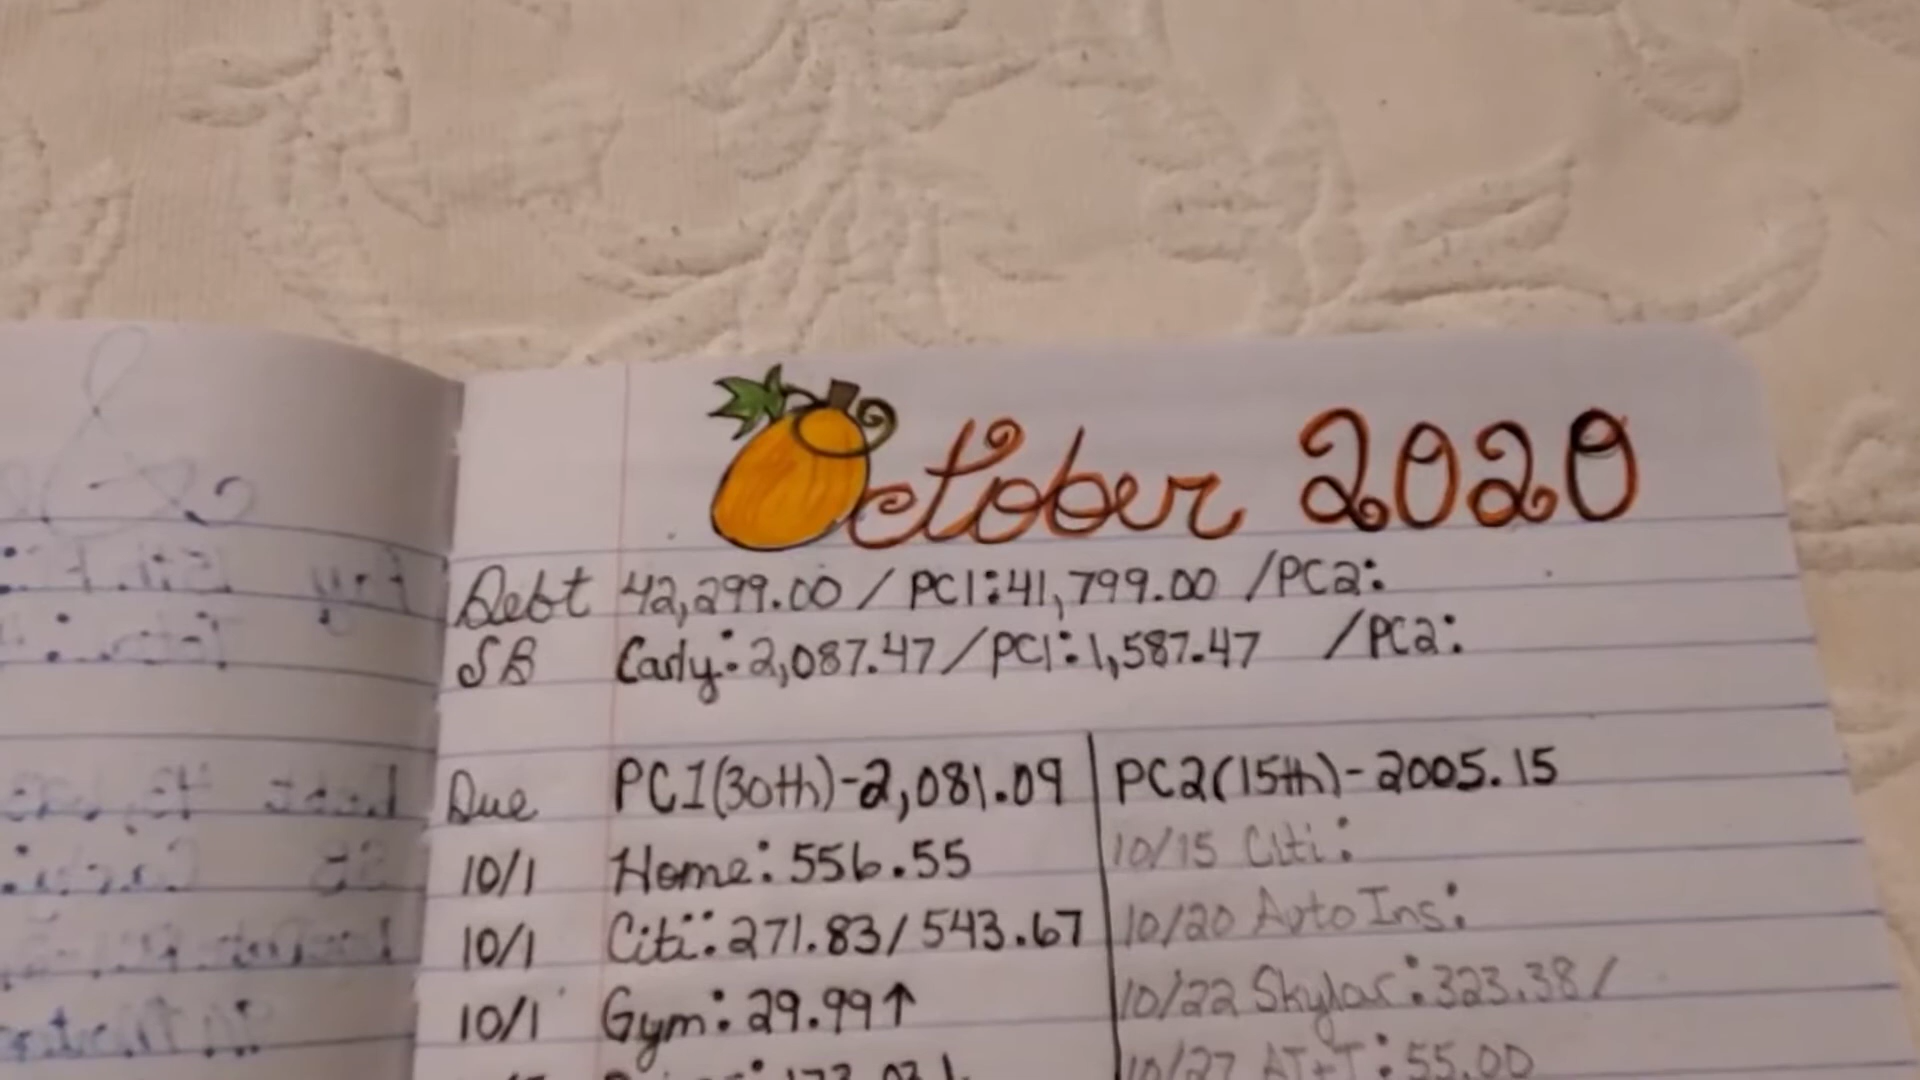 October 2020
Debt 42,299.00 / PC1:41,799.00 /PC2:
SB Carly:2,087.47/PC1:1,587.47 /PC2:
Due PC1(30th)-2,081.09 PC2(15th)-2005.15
10/1 Home:556.55 10/15 Citi:
10/1 Citi:271.83/543.67 10/20 Auto Ins:
10/1 Gym:29.99↑ 10/22 Skylar:323.38/
10/27 AT+T:55.00